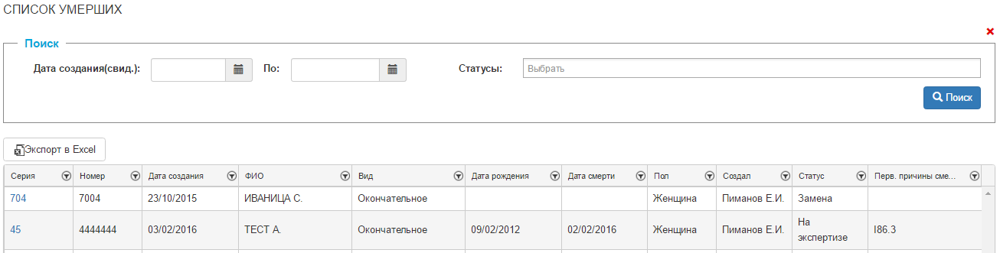 СПИСОК УМЕРШИХ
Поиск
Дата создания(свид.): По: Статусы: Выбрать
Поиск
Экспорт в Excel
Серия Номер Дата создания ФИО Вид Дата рождения Дата смерти Пол Создал Статус Перв. причины сме...
704 7004 23/10/2015 ИВАНИЦА С. Окончательное Женщина Пиманов Е.И. Замена
45 4444444 03/02/2016 ТЕСТ А. Окончательное 09/02/2012 02/02/2016 Женщина Пиманов Е.И. На экспертизе I86.3